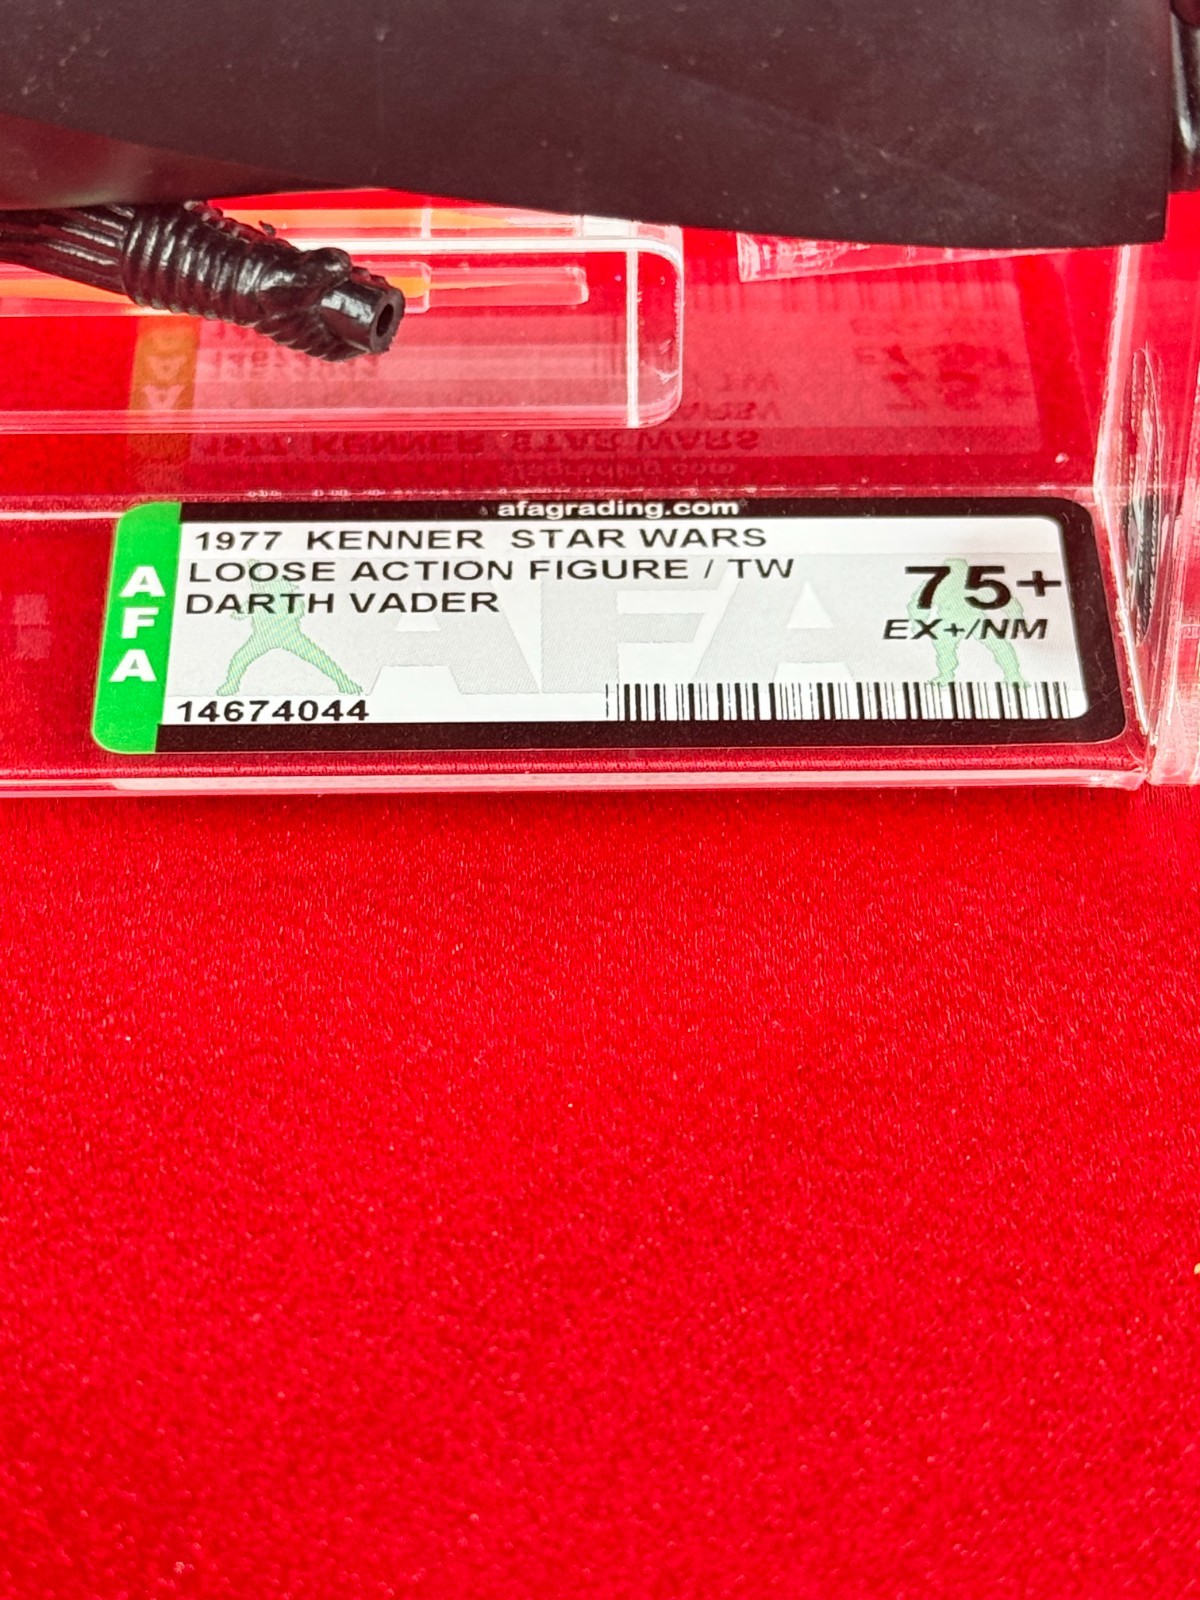 afagrading.com
1977 KENNER STAR WARS
LOOSE ACTION FIGURE / TW
DARTH VADER
75+
EX+/NM
14674044
AFA